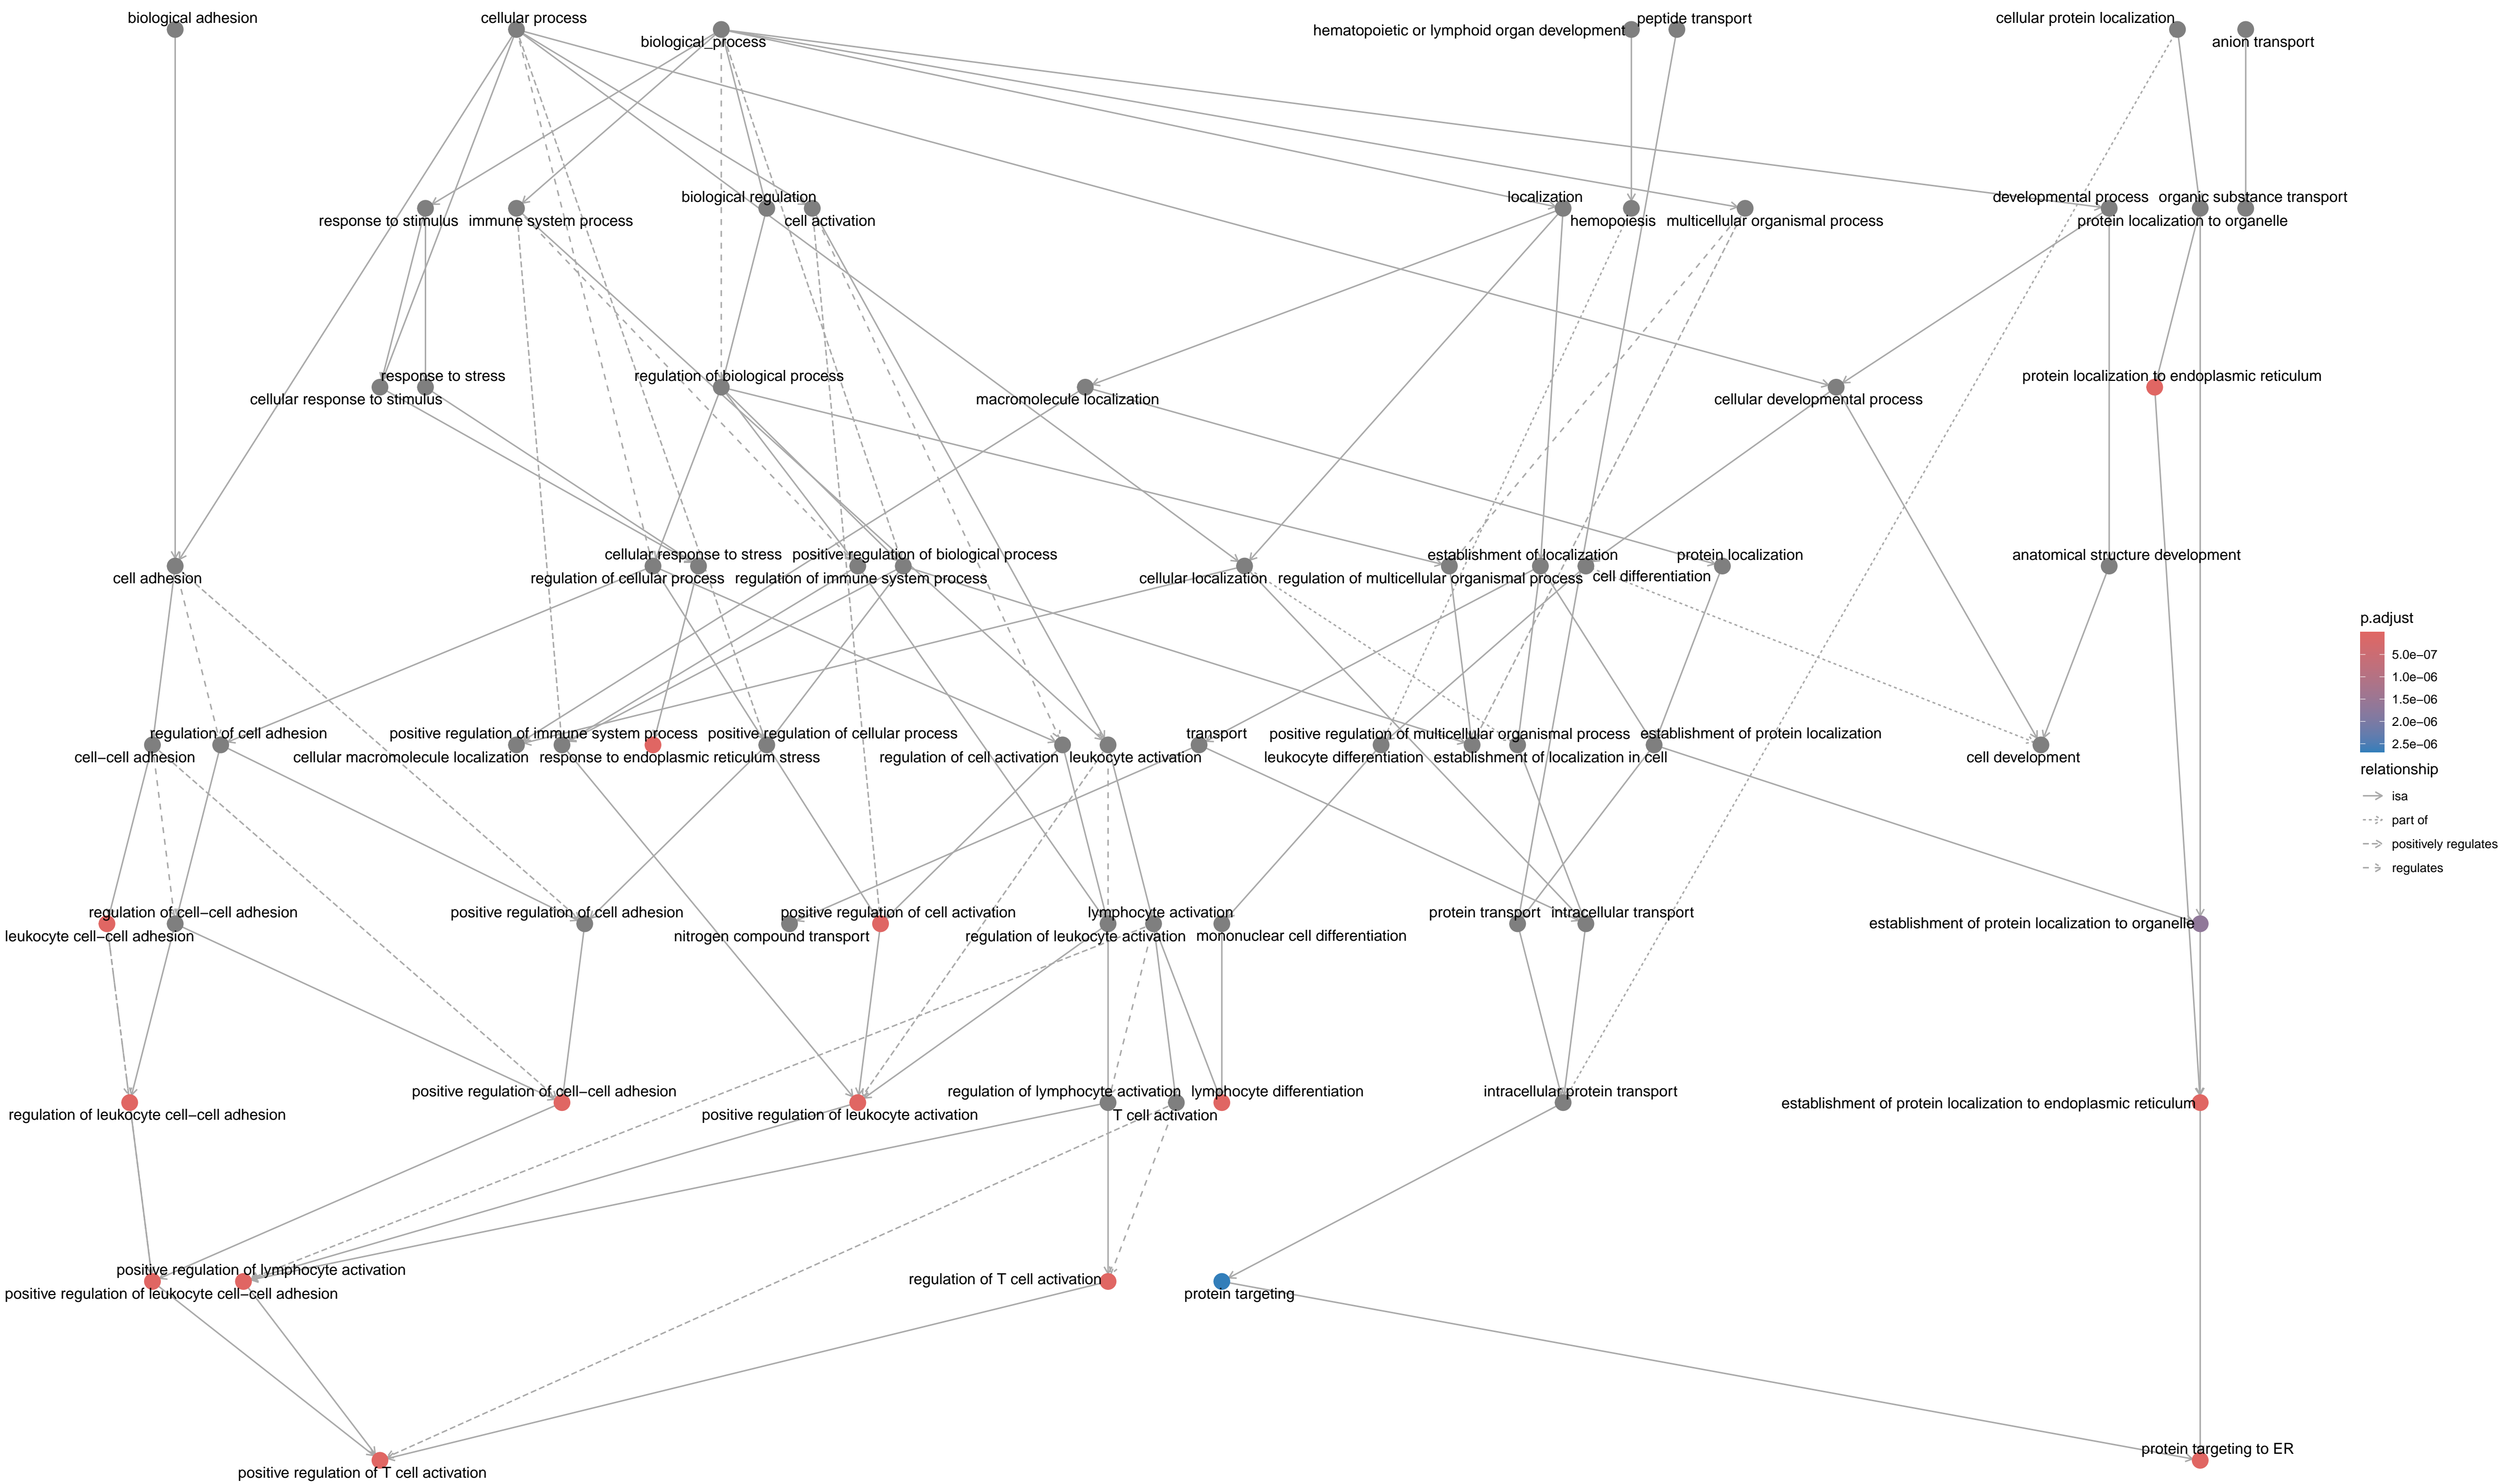 biological adhesion
cellular process
biological_process
hematopoietic or lymphoid organ development
peptide transport
cellular protein localization
anion transport
response to stimulus
immune system process
biological regulation
cell activation
localization
hemopoiesis
multicellular organismal process
developmental process
organic substance transport
protein localization to organelle
cellular response to stimulus
response to stress
regulation of biological process
macromolecule localization
cellular developmental process
protein localization to endoplasmic reticulum
cell adhesion
cellular response to stress
regulation of cellular process
positive regulation of biological process
regulation of immune system process
cellular localization
establishment of localization
regulation of multicellular organismal process
cell differentiation
protein localization
anatomical structure development
cell−cell adhesion
regulation of cell adhesion
positive regulation of immune system process
cellular macromolecule localization
response to endoplasmic reticulum stress
positive regulation of cellular process
regulation of cell activation
leukocyte activation
transport
positive regulation of multicellular organismal process
leukocyte differentiation
establishment of localization in cell
establishment of protein localization
cell development
regulation of cell−cell adhesion
leukocyte cell−cell adhesion
positive regulation of cell adhesion
nitrogen compound transport
positive regulation of cell activation
lymphocyte activation
regulation of leukocyte activation
mononuclear cell differentiation
protein transport
intracellular transport
establishment of protein localization to organelle
regulation of leukocyte cell−cell adhesion
positive regulation of cell−cell adhesion
positive regulation of leukocyte activation
regulation of lymphocyte activation
T cell activation
lymphocyte differentiation
intracellular protein transport
establishment of protein localization to endoplasmic reticulum
positive regulation of lymphocyte activation
positive regulation of leukocyte cell−cell adhesion
regulation of T cell activation
protein targeting
positive regulation of T cell activation
protein targeting to ER
p.adjust
5.0e−07
1.0e−06
1.5e−06
2.0e−06
2.5e−06
relationship
isa
part of
positively regulates
regulates